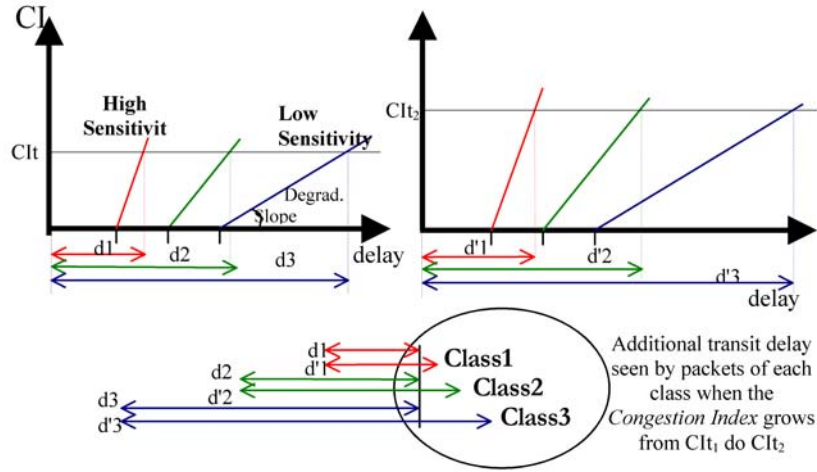 CI
High
Sensitivit
Low
Sensitivity
CIt
Degrad.
Slope
d1
d2
d3
delay
CIt₂
d'1
d'2
d'3
delay
d1
d'1
Class1
d2
d'2
Class2
d3
d'3
Class3
Additional transit delay
seen by packets of each
class when the
Congestion Index grows
from CIt₁ do CIt₂